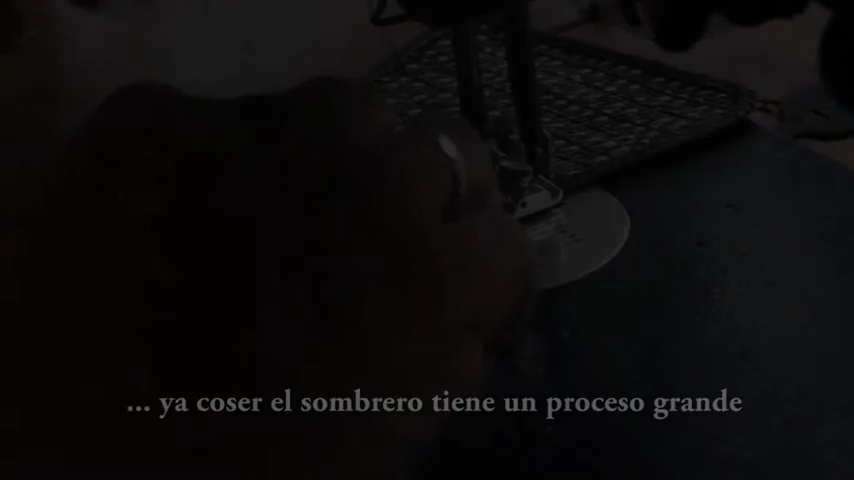 ... ya coser el sombrero tiene un proceso grande